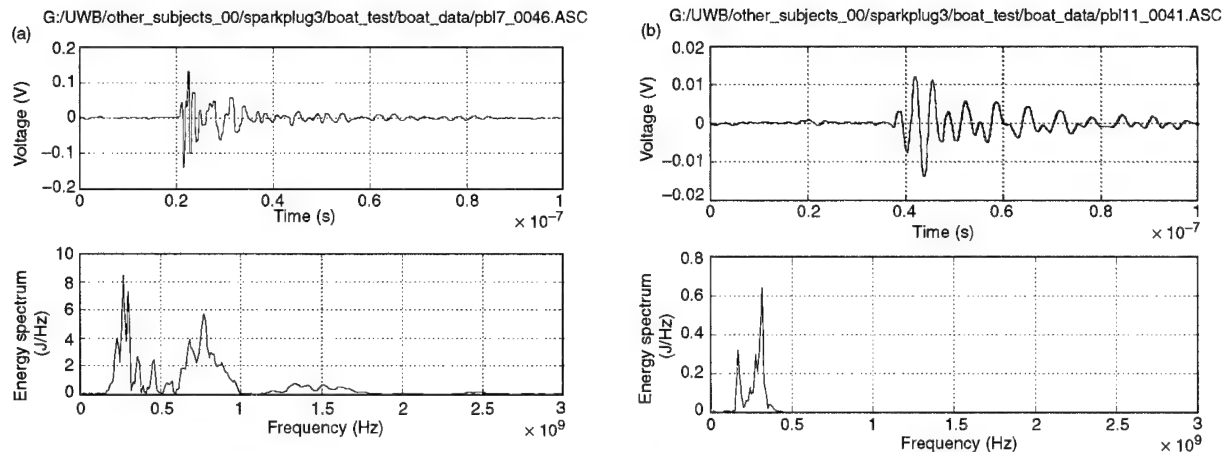 G:/UWB/other_subjects_00/sparkplug3/boat_test/boat_data/pbl7_0046.ASC
(a)
0.2
0.1
0
−0.1
−0.2
Voltage (V)
0 0.2 0.4 0.6 0.8 1
Time (s)
× 10⁻⁷
10
8
6
4
2
0
Energy spectrum
(J/Hz)
0 0.5 1 1.5 2 2.5 3
Frequency (Hz)
× 10⁹
G:/UWB/other_subjects_00/sparkplug3/boat_test/boat_data/pbl11_0041.ASC
(b)
0.02
0.01
0
−0.01
−0.02
Voltage (V)
0 0.2 0.4 0.6 0.8 1
Time (s)
× 10⁻⁷
0.8
0.6
0.4
0.2
0
Energy spectrum
(J/Hz)
0 0.5 1 1.5 2 2.5 3
Frequency (Hz)
× 10⁹